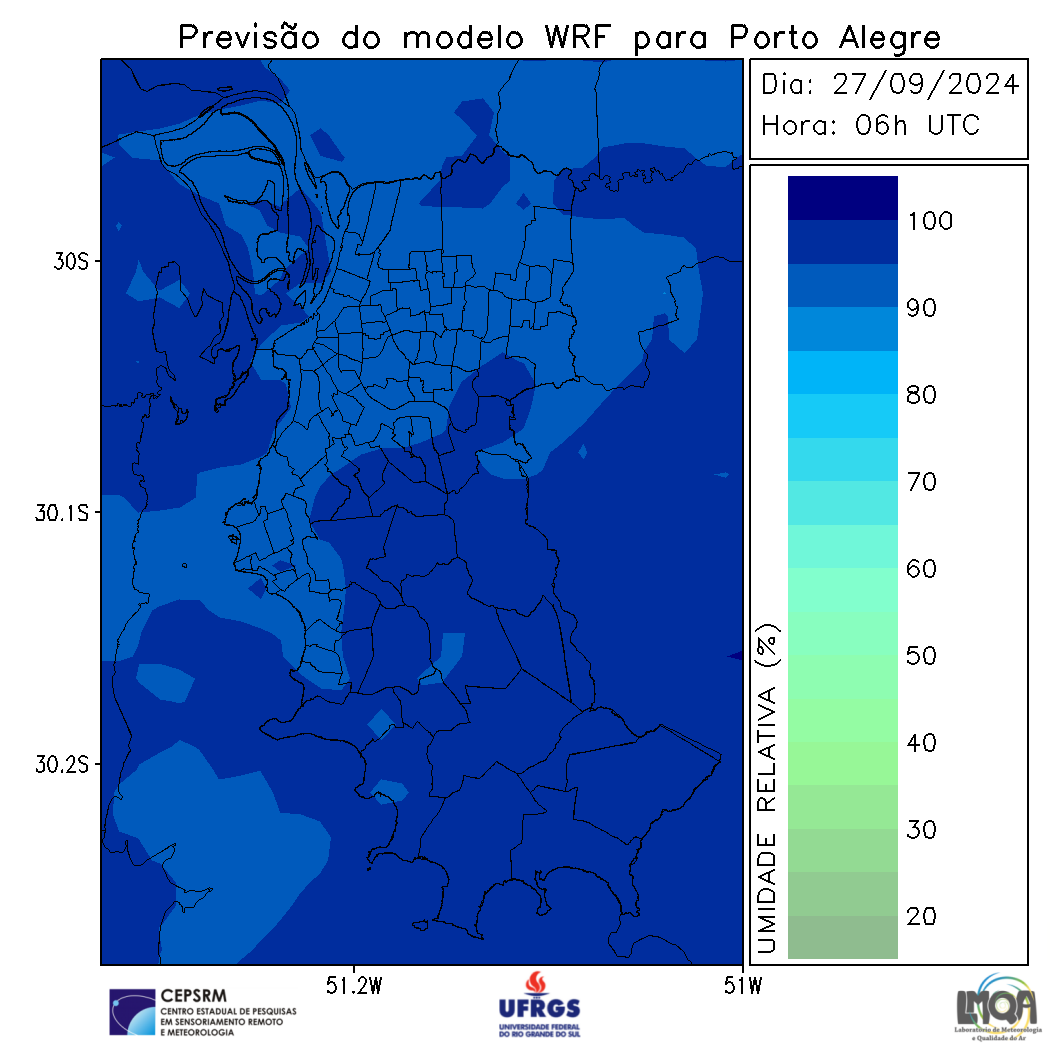 Previsão do modelo WRF para Porto Alegre
Dia: 27/09/2024
Hora: 06h UTC
100
90
80
70
60
50
40
30
20
UMIDADE RELATIVA (%)
30S
30.1S
30.2S
51.2W
51W
CEPSRM
CENTRO ESTADUAL DE PESQUISAS
EM SENSORIAMENTO REMOTO
E METEOROLOGIA
UFRGS
UNIVERSIDADE FEDERAL
DO RIO GRANDE DO SUL
LMQA
Laboratório de Meteorologia
e Qualidade do Ar